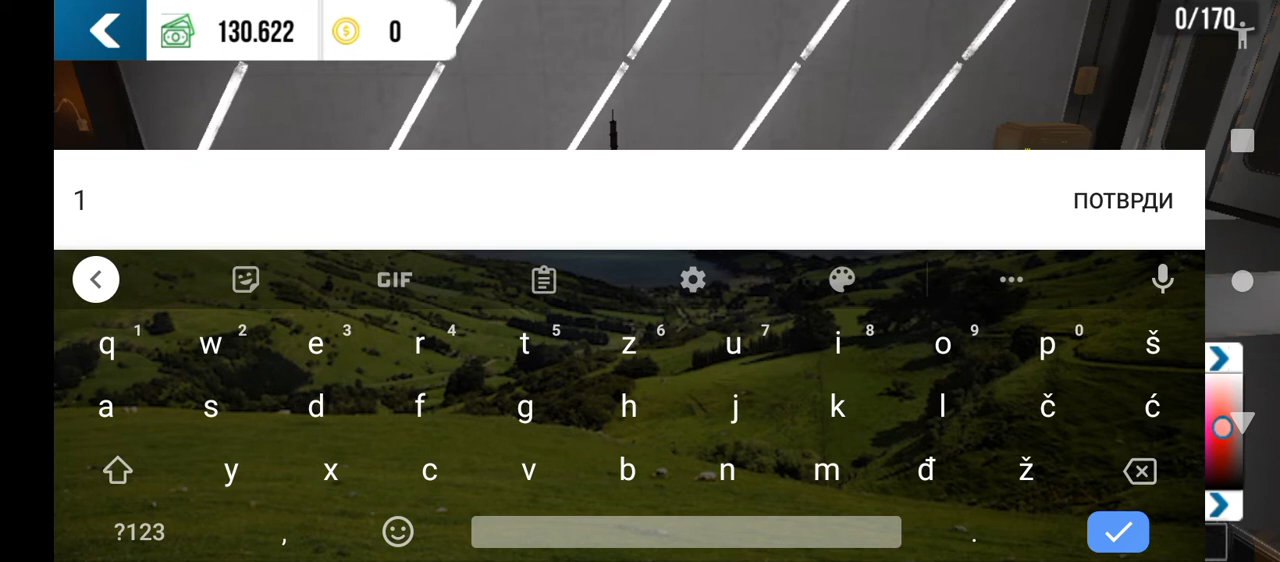 130.622 0 0/170
1 ПОТВРДИ
GIF
q 1 w 2 e 3 r 4 t 5 z 6 u 7 i 8 o 9 p 0 š
a s d f g h j k l č ć
y x c v b n m đ ž
?123 , .